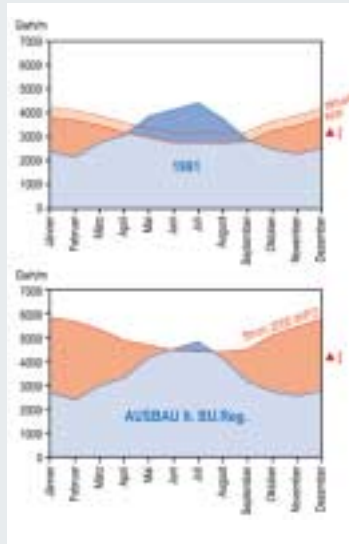 GWh/m
7000
6000
5000
4000
3000
2000
1000
0
1981
Jänner
Februar
März
April
Mai
Juni
Juli
August
September
Oktober
November
Dezember
GWh/m
7000
6000
5000
4000
3000
2000
1000
0
AUSBAU lt. BU.Reg.
Jänner
Februar
März
April
Mai
Juni
Juli
August
September
Oktober
November
Dezember